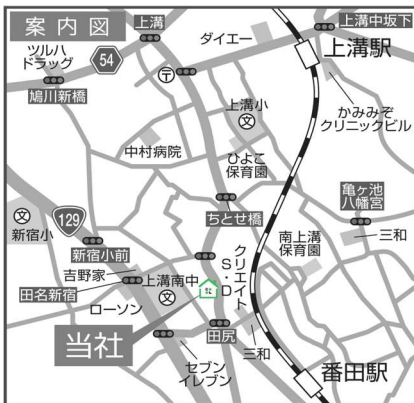 案内図
上溝
ダイエー
上溝中坂下
上溝駅
ツルハ
ドラッグ
54
〒
鳩川新橋
上溝小
文
かみみぞ
クリニックビル
中村病院
ひよこ
保育園
亀ヶ池
八幡宮
文
新宿小
129
ちとせ橋
三和
新宿小前
クリエイト
S・D
南上溝
保育園
吉野家
上溝南中
田名新宿
文
ローソン
当社
田尻
三和
セブン
イレブン
番田駅